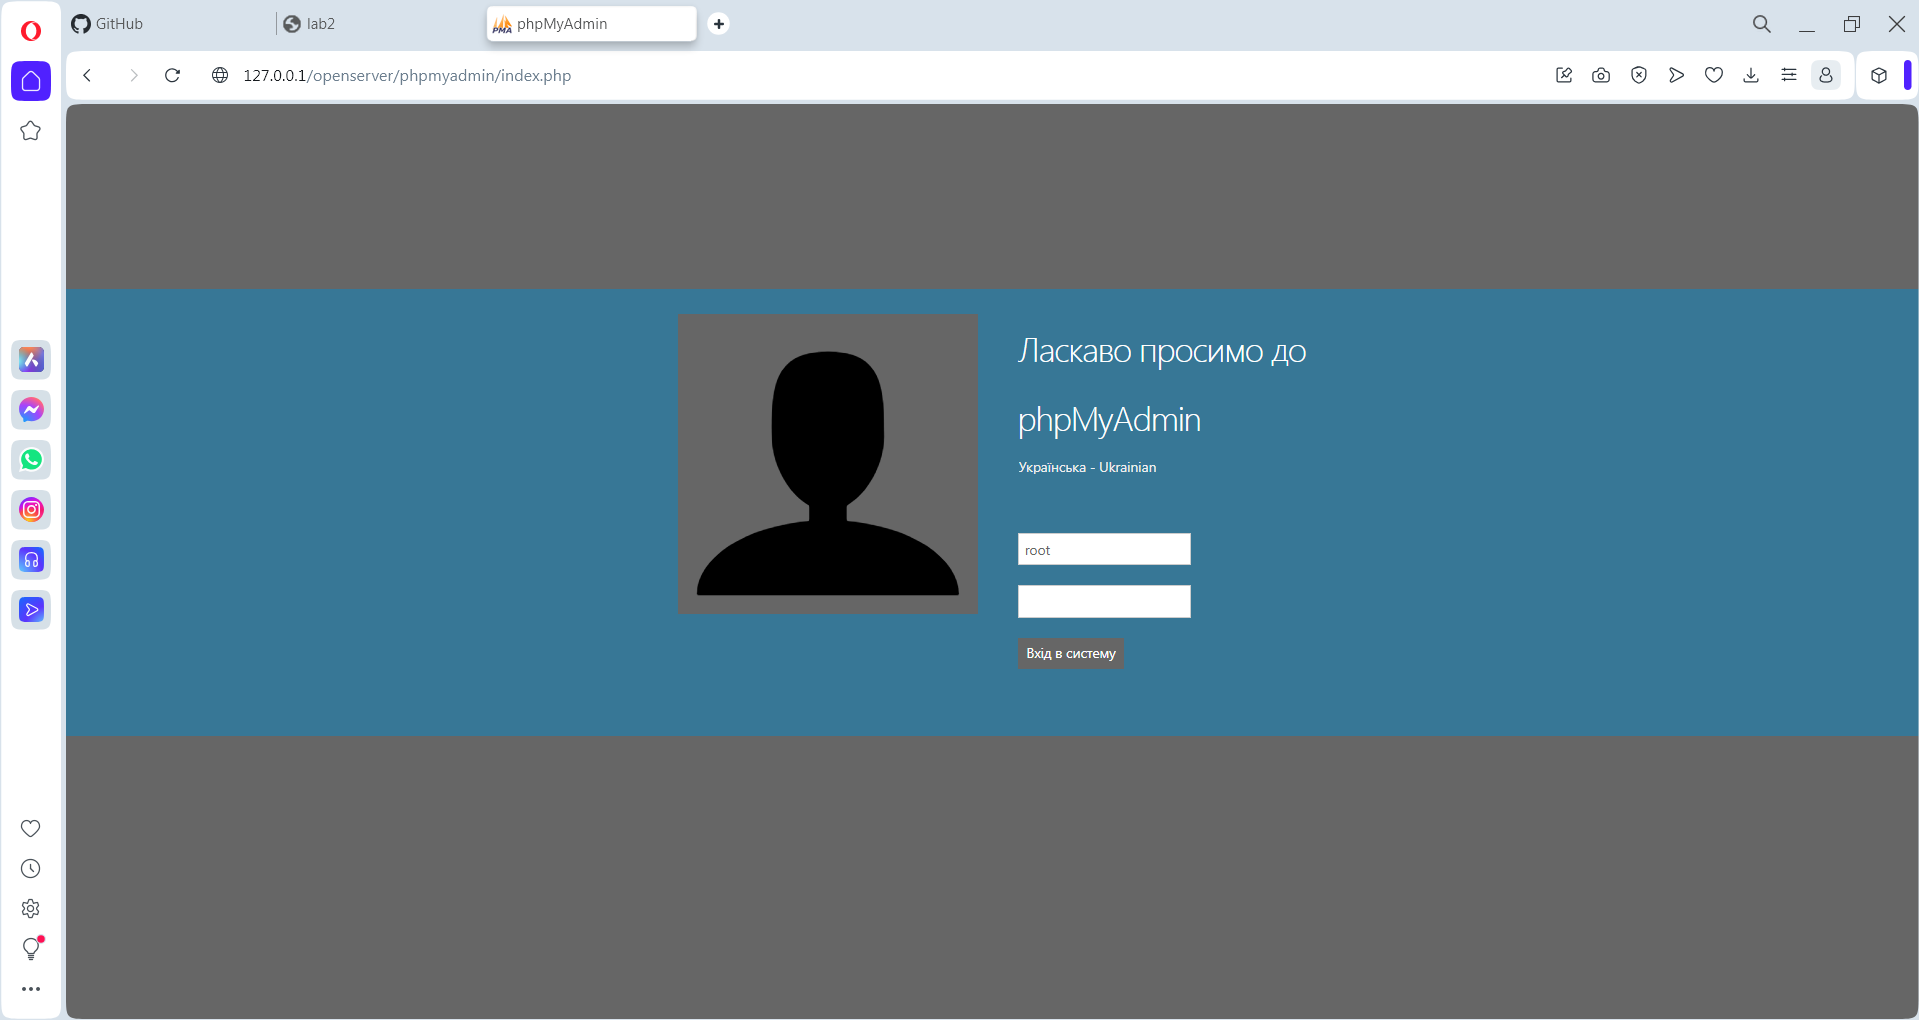 GitHub
lab2
phpMyAdmin
127.0.0.1/openserver/phpmyadmin/index.php
Ласкаво просимо до
phpMyAdmin
Українська - Ukrainian
root
Вхід в систему
PMA